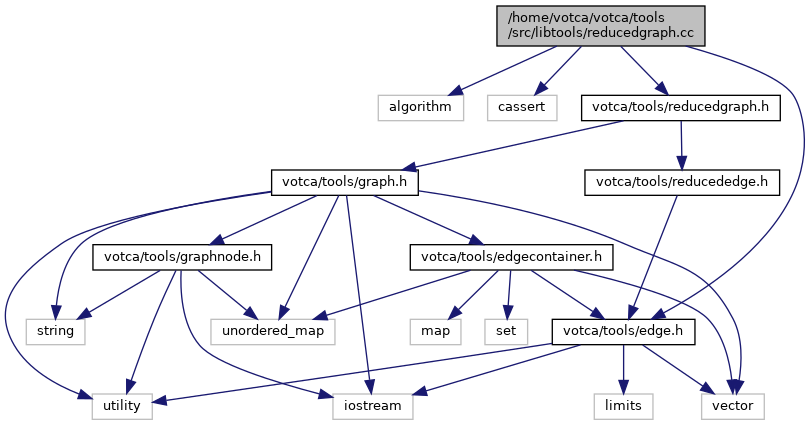 /home/votca/votca/tools
/src/libtools/reducedgraph.cc
algorithm
cassert
votca/tools/reducedgraph.h
votca/tools/graph.h
votca/tools/reducededge.h
votca/tools/graphnode.h
votca/tools/edgecontainer.h
string
unordered_map
map
set
votca/tools/edge.h
utility
iostream
limits
vector